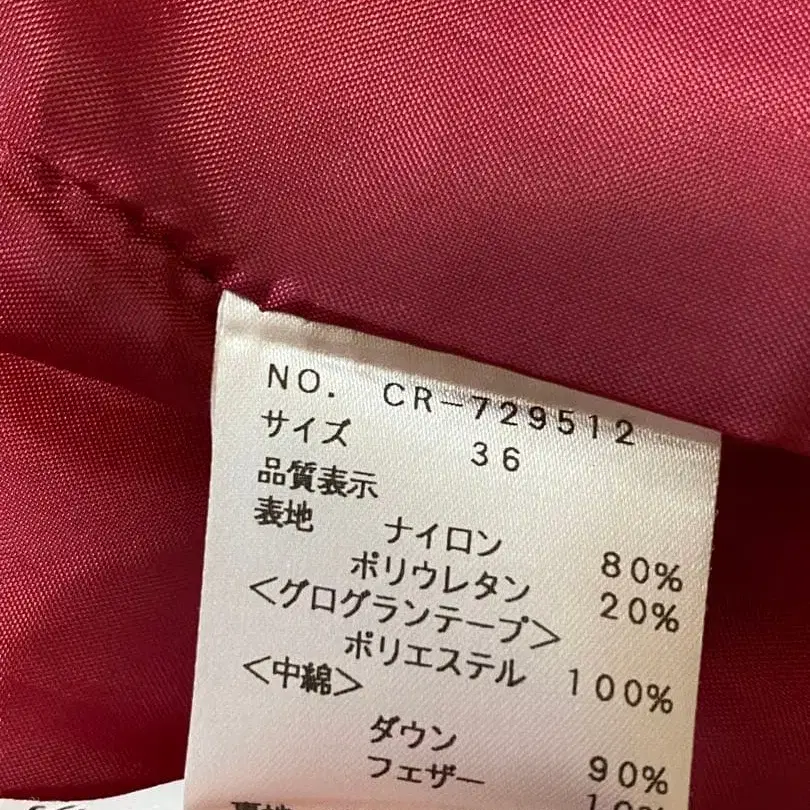 NO. CR-729512
サイズ 36
品質表示
表地 ナイロン 80%
ポリウレタン 20%
<グログランテープ>
ポリエステル 100%
<中綿>
ダウン 90%
フェザー